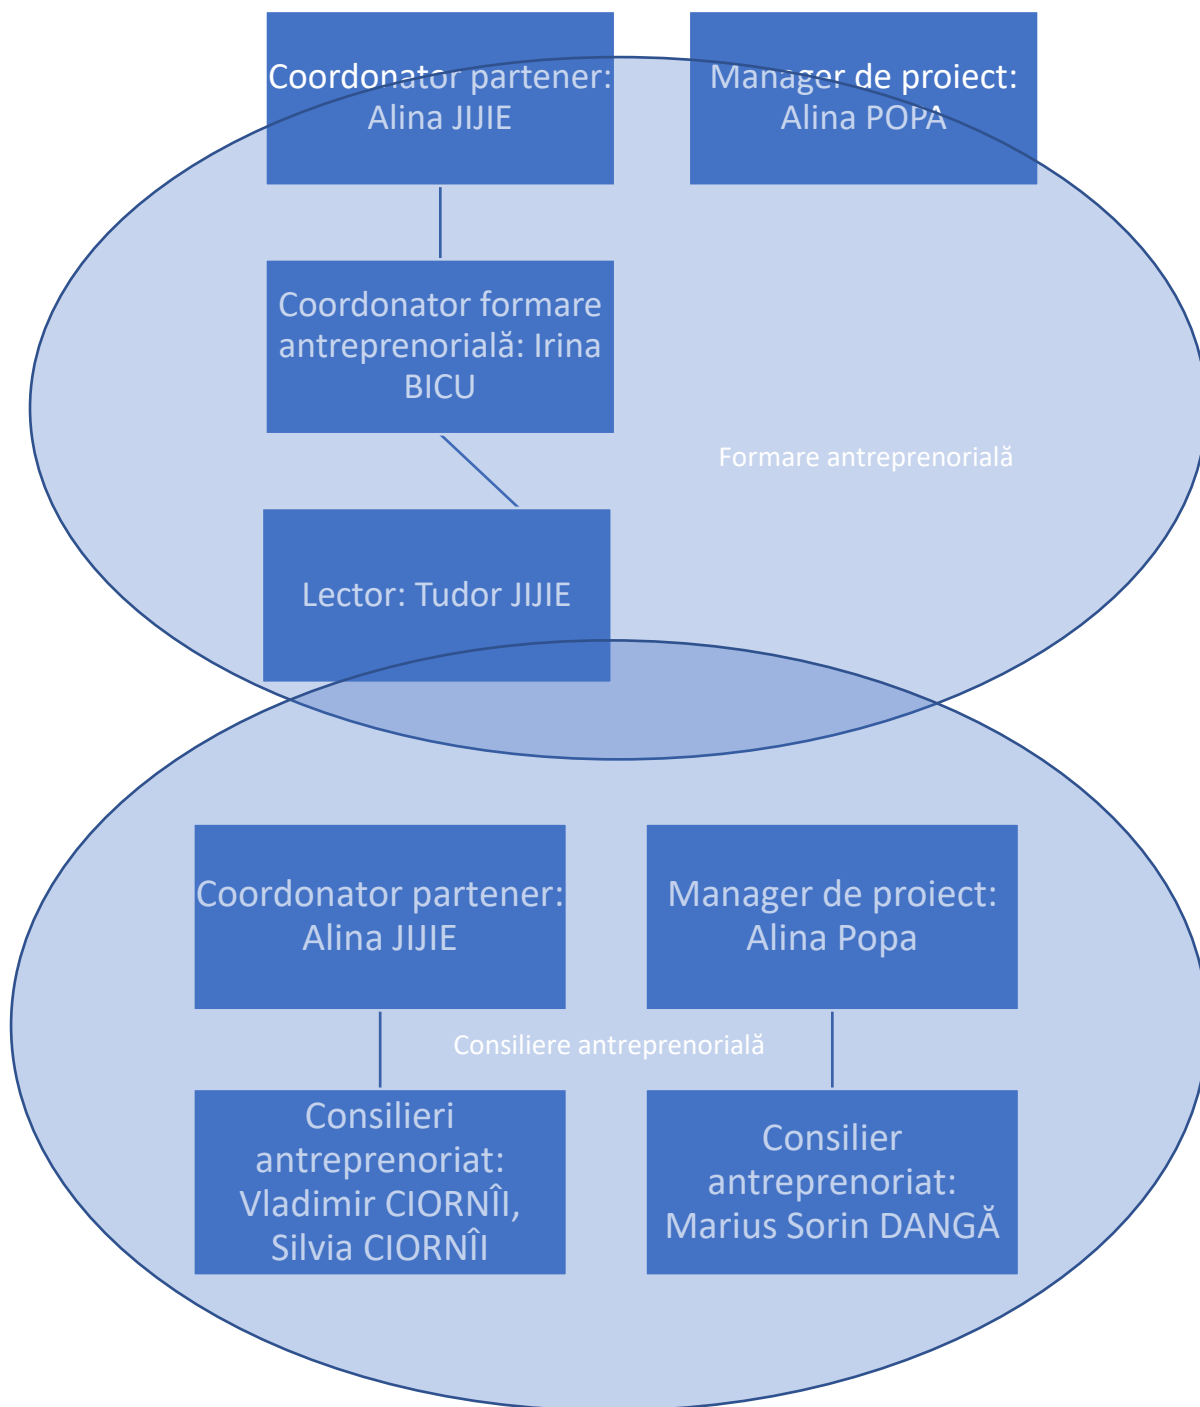 Coordonator partener:
Alina JIJIE
Manager de proiect:
Alina POPA
Coordonator formare
antreprenorială: Irina
BICU
Formare antreprenorială
Lector: Tudor JIJIE
Coordonator partener:
Alina JIJIE
Manager de proiect:
Alina Popa
Consiliere antreprenorială
Consilieri
antreprenoriat:
Vladimir CIORNÎI,
Silvia CIORNÎI
Consilier
antreprenoriat:
Marius Sorin DANGĂ